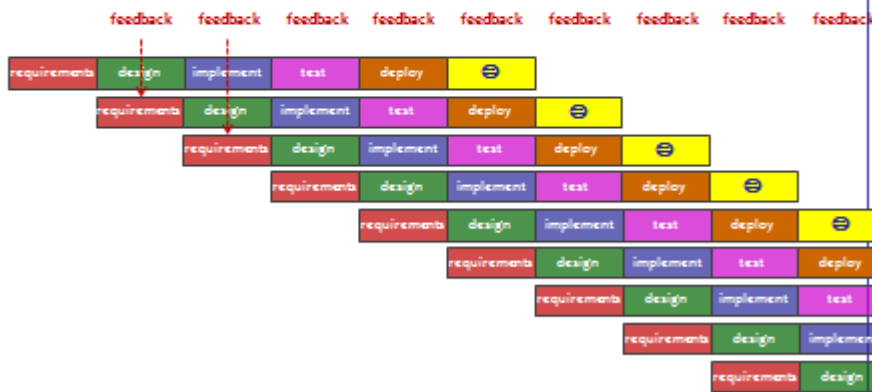 feedback feedback feedback feedback feedback feedback feedback feedback feedback
requirements design implement test deploy
requirements design implement test deploy
requirements design implement test deploy
requirements design implement test deploy
requirements design implement test deploy
requirements design implement test deploy
requirements design implement test
requirements design implemen
requirements design